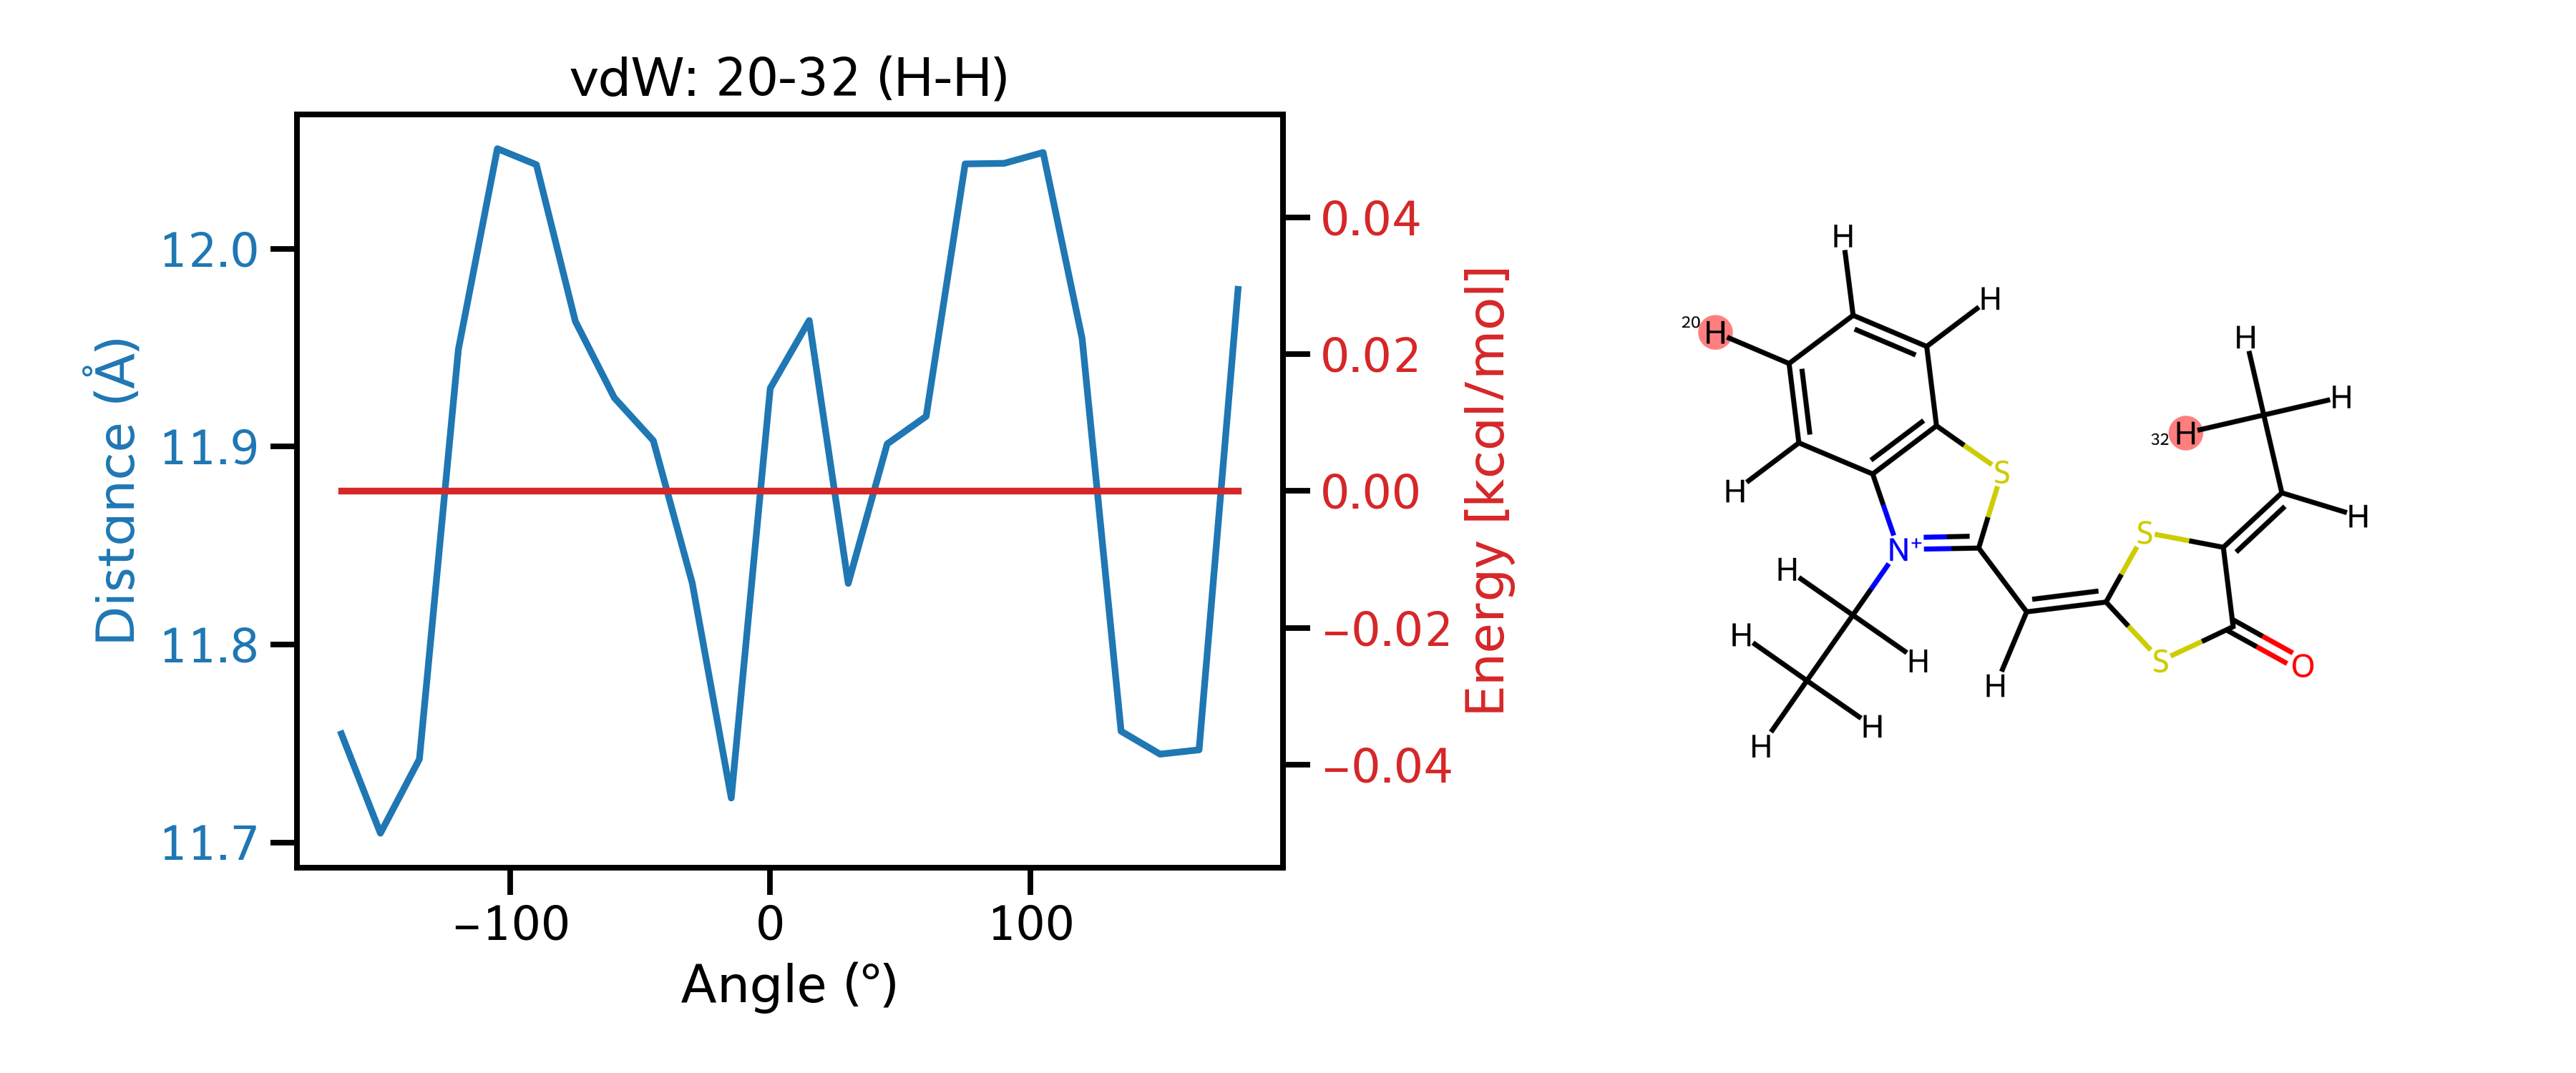 vdW: 20-32 (H-H)
12.0
11.9
11.8
11.7
Distance (Å)
−100
0
100
Angle (°)
0.04
0.02
0.00
−0.02
−0.04
Energy [kcal/mol]
H
H
20 H
H
H
H
32 H
H
S
S
H
N+
H
H
H
S
O
H
H
H